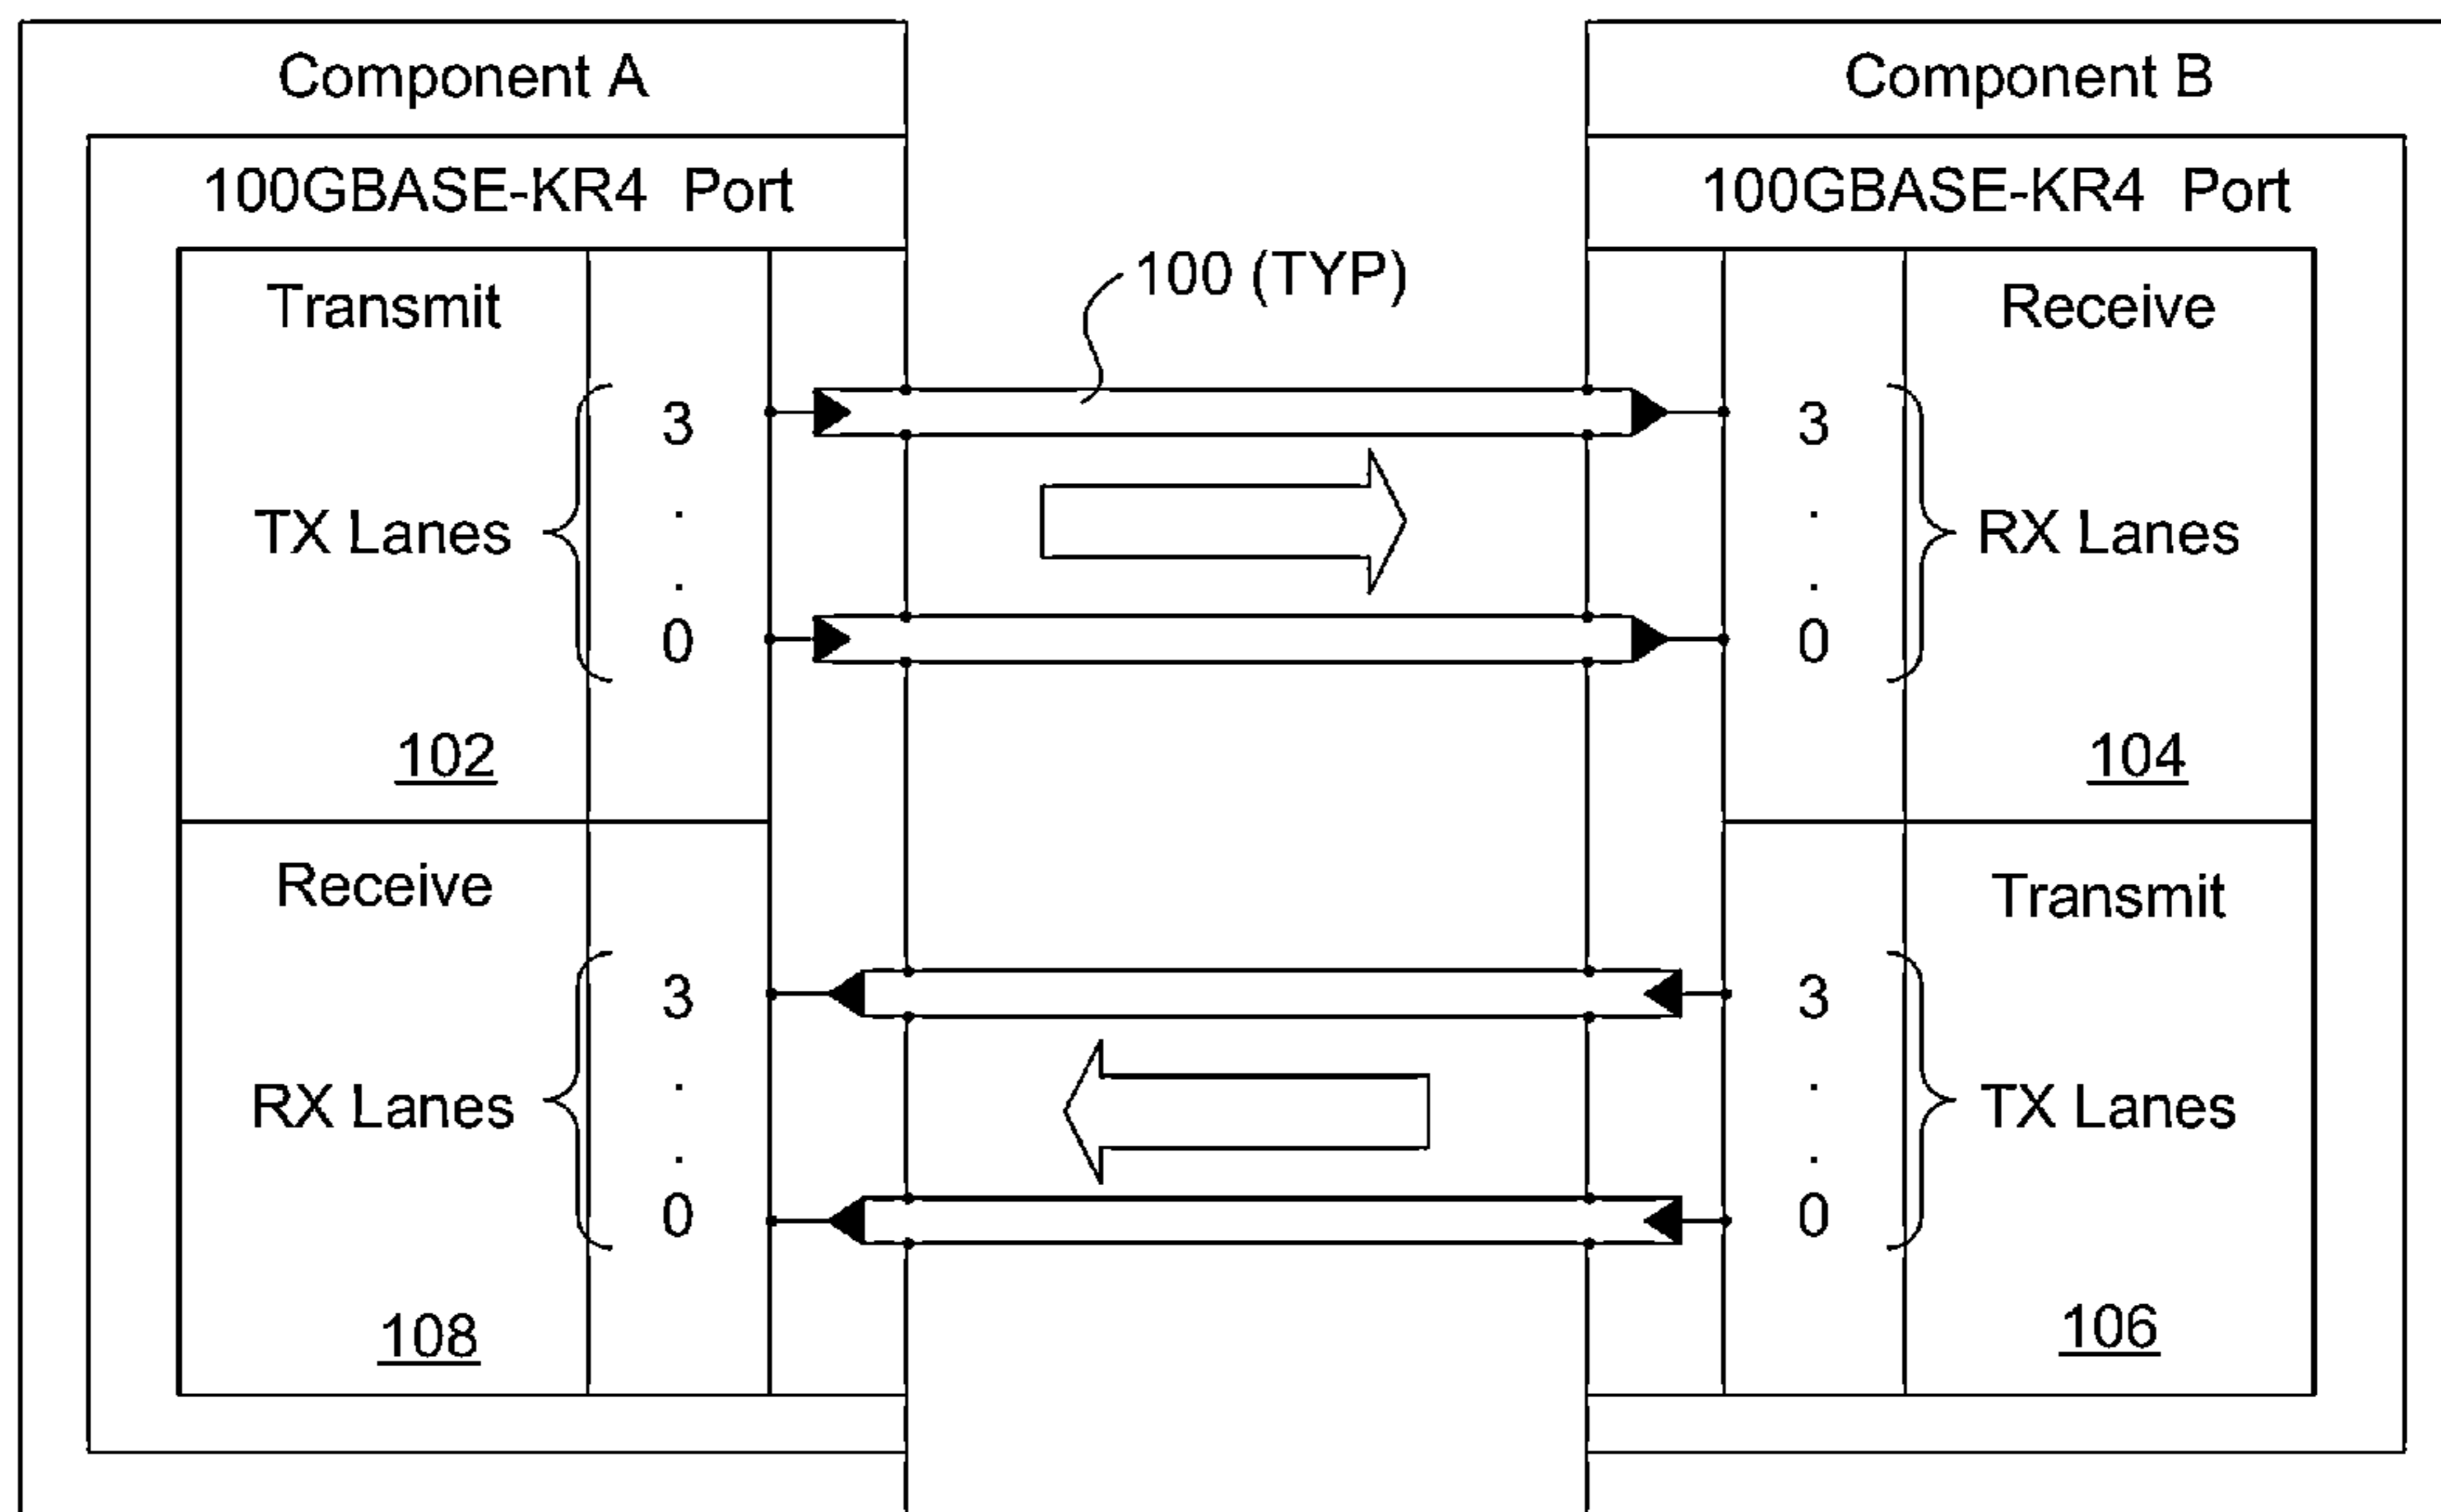 Component A
100GBASE-KR4 Port
Transmit
3
.
TX Lanes
.
0
102
Receive
3
.
RX Lanes
.
0
108
100 (TYP)
Component B
100GBASE-KR4 Port
Receive
3
.
RX Lanes
.
0
104
Transmit
3
.
TX Lanes
.
0
106